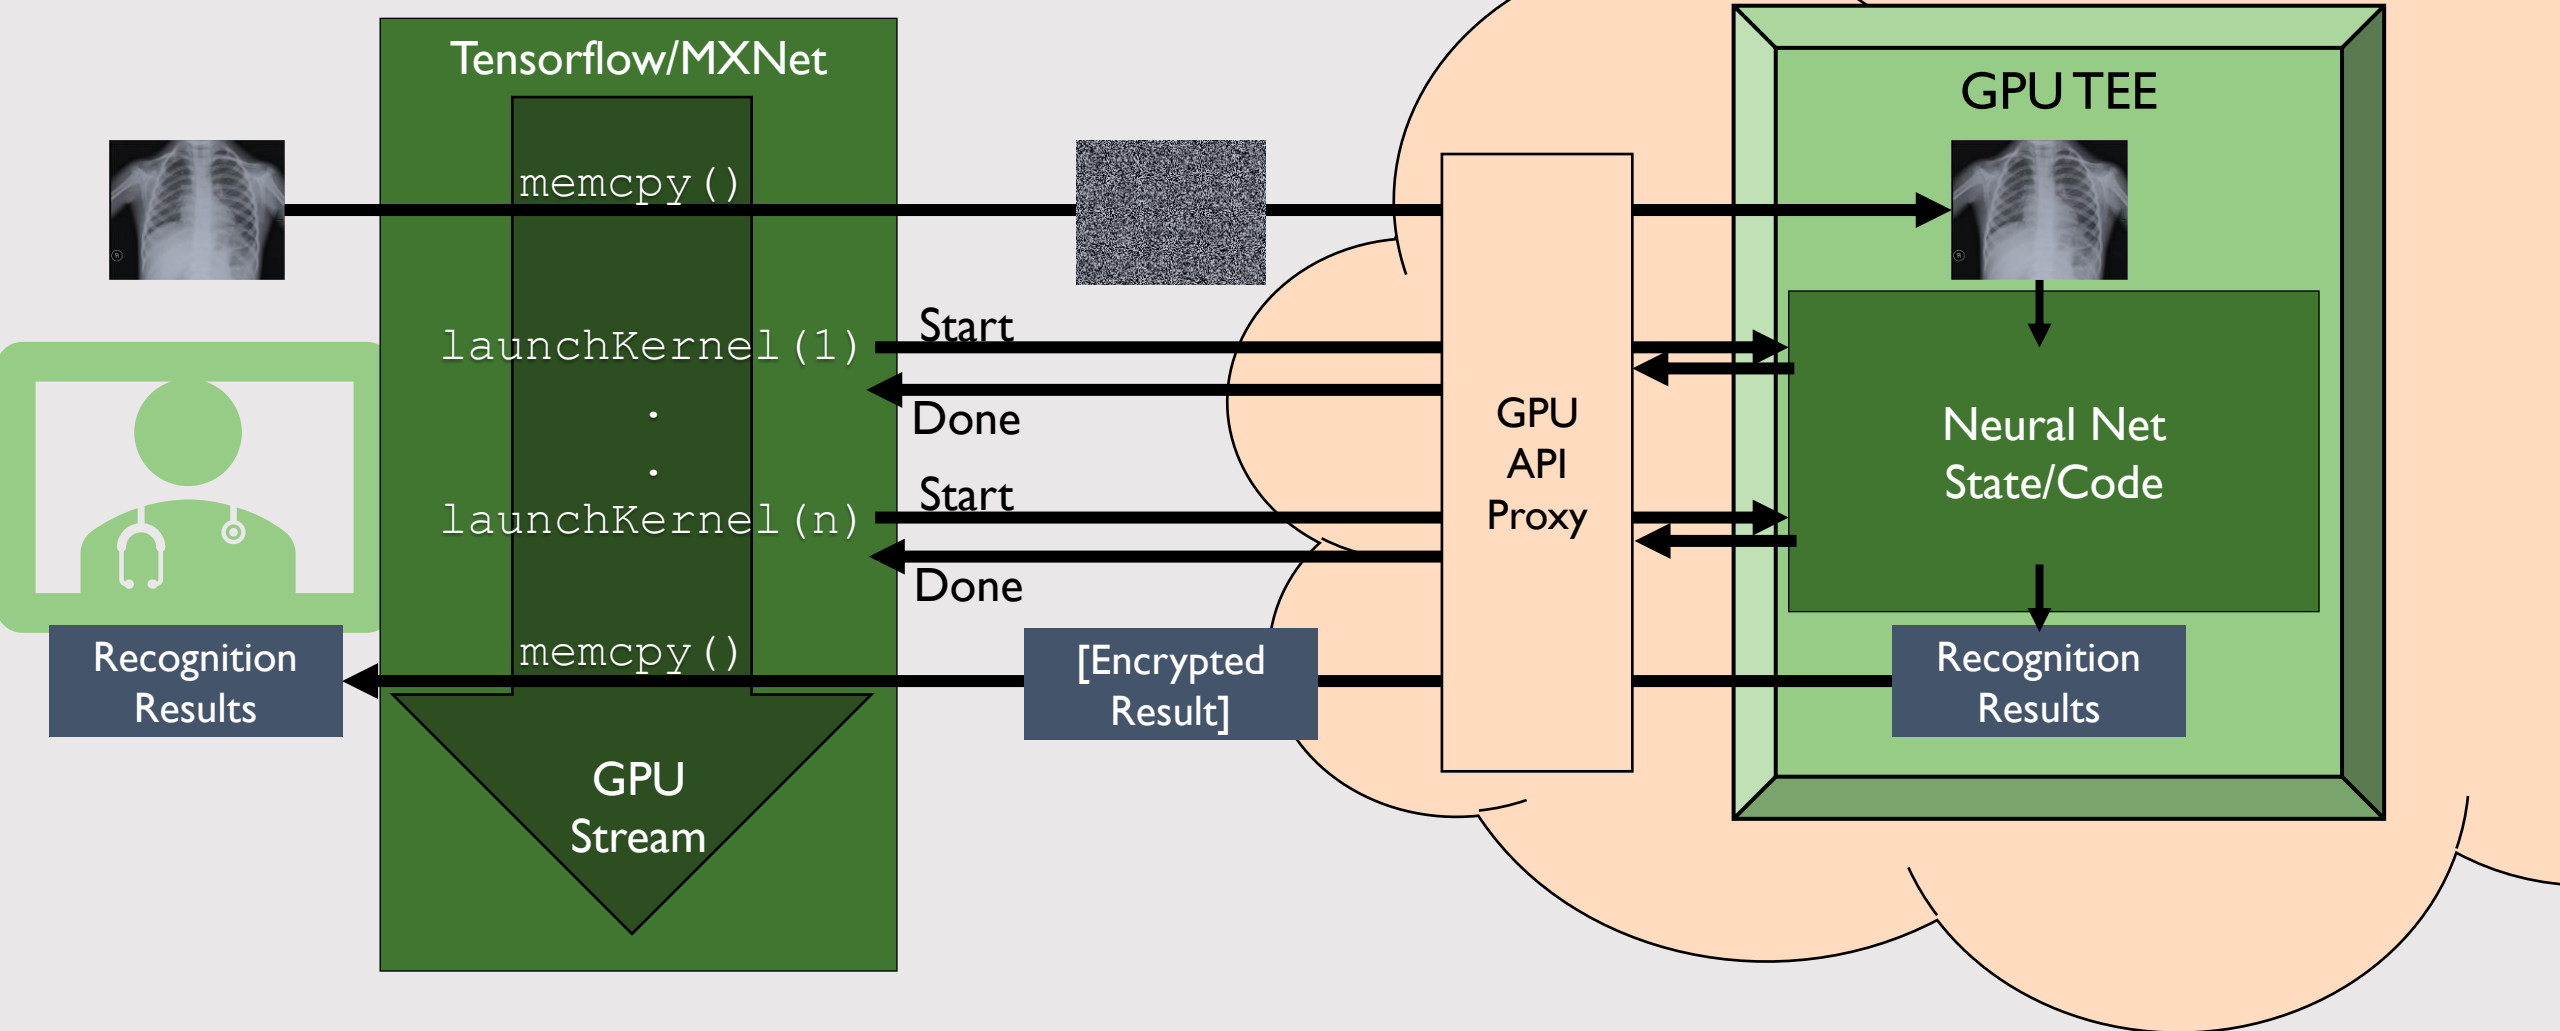 Tensorflow/MXNet
memcpy()
launchKernel(1)
.
.
launchKernel(n)
memcpy()
GPU
Stream
Recognition
Results
Start
Done
Start
Done
[Encrypted
Result]
GPU
API
Proxy
GPU TEE
Neural Net
State/Code
Recognition
Results